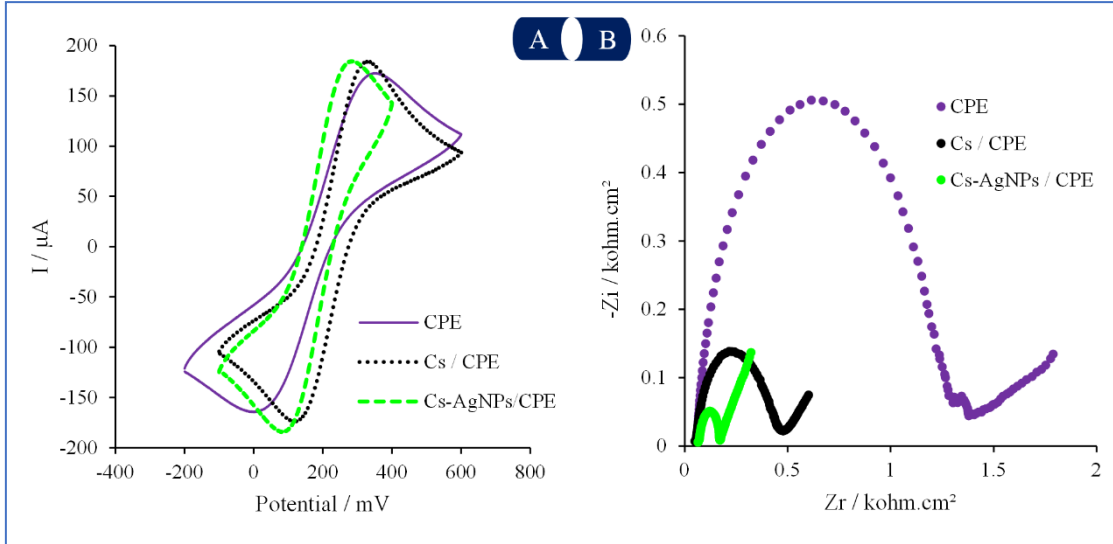 A B
200
150
100
50
0
-50
-100
-150
-200
I / µA
-400 -200 0 200 400 600 800
Potential / mV
CPE
Cs / CPE
Cs-AgNPs/CPE
0.6
0.5
0.4
0.3
0.2
0.1
0
-Zi / kohm.cm²
0 0.5 1 1.5 2
Zr / kohm.cm²
CPE
Cs / CPE
Cs-AgNPs / CPE